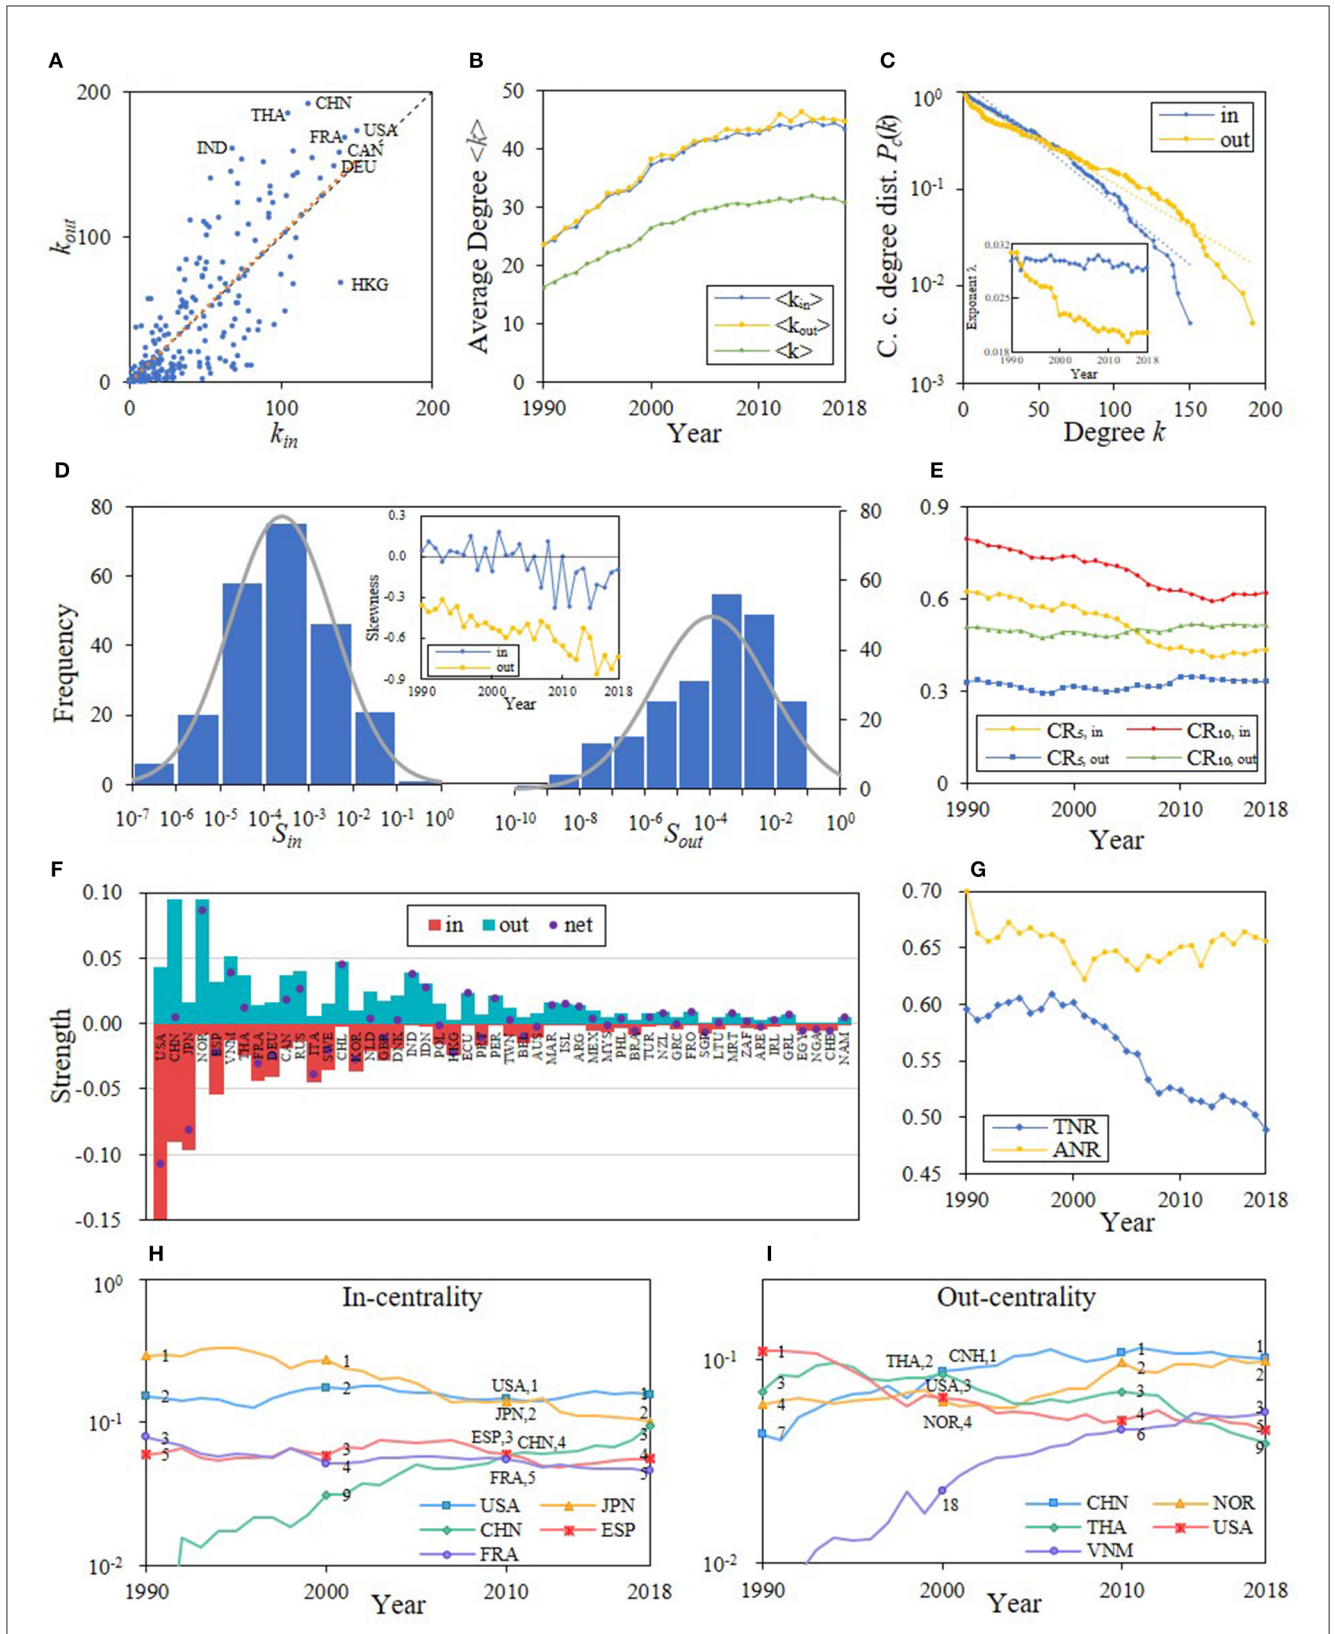 A
200
100
0
0
100
200
k_out
k_in
THA
CHN
FRA
USA
IND
CAN
DEU
HKG
B
50
40
30
20
10
0
1990
2000
2010
2018
Average Degree <k>
Year
<k_in>
<k_out>
<k>
C
10^0
10^-1
10^-2
10^-3
0
50
100
150
200
C. c. degree dist. P_c(k)
Degree k
in
out
0.032
0.025
0.018
Exponent λ
1990
2000
2010
2018
Year
D
80
60
40
20
0
Frequency
10^-7
10^-6
10^-5
10^-4
10^-3
10^-2
10^-1
10^0
S_in
0.3
0.0
-0.3
-0.6
-0.9
Skewness
in
out
1990
2000
2010
2018
Year
80
60
40
20
0
10^-10
10^-8
10^-6
10^-4
10^-2
10^0
S_out
E
0.9
0.6
0.3
0
CR₅, in
CR₁₀, in
CR₅, out
CR₁₀, out
1990
2000
2010
2018
Year
F
0.10
0.05
0.00
-0.05
-0.10
-0.15
Strength
in
out
net
USA
CHN
JPN
NOR
ESP
VNM
THA
FRA
DEU
CAN
RUS
ITA
SWE
CHL
KOR
NLD
GBR
DNK
IND
IDN
POL
HKG
ECU
PRT
PER
TWN
BEL
AUS
MAR
ISL
ARG
MEX
MYS
PHL
BRA
TUR
NZL
GRC
FRO
SGP
LTU
MRT
ZAF
ARE
IRL
GRL
EGY
NGA
CHE
NAM
G
0.70
0.65
0.60
0.55
0.50
0.45
TNR
ANR
1990
2000
2010
2018
Year
H
In-centrality
10^0
10^-1
10^-2
1
2
3
5
1
2
3
4
9
USA,1
JPN,2
ESP,3
CHN,4
FRA,5
1
2
3
4
5
USA
JPN
CHN
ESP
FRA
1990
2000
2010
2018
Year
I
Out-centrality
10^-1
10^-2
1
3
4
7
THA,2
CNH,1
USA,3
NOR,4
18
1
2
3
4
6
1
2
3
5
9
CHN
NOR
THA
USA
VNM
1990
2000
2010
2018
Year